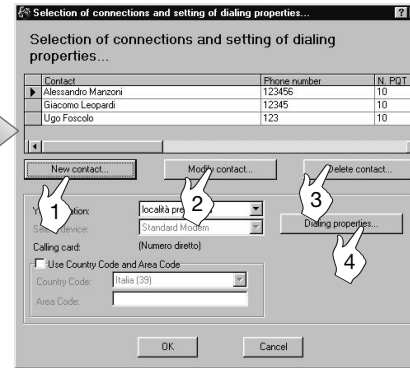 Selection of connections and setting of dialing properties... ?
Selection of connections and setting of dialing
properties...
Contact Phone number N. PQT
Alessandro Manzoni 123456 10
Giacomo Leopardi 12345 10
Ugo Foscolo 123 10
New contact... Modify contact... Delete contact...
1 2 3
località Dialing properties...
device: Standard Modem
4
Calling card: (Numero diretto)
Use Country Code and Area Code
Country Code: Italia (39)
Area Code:
OK Cancel